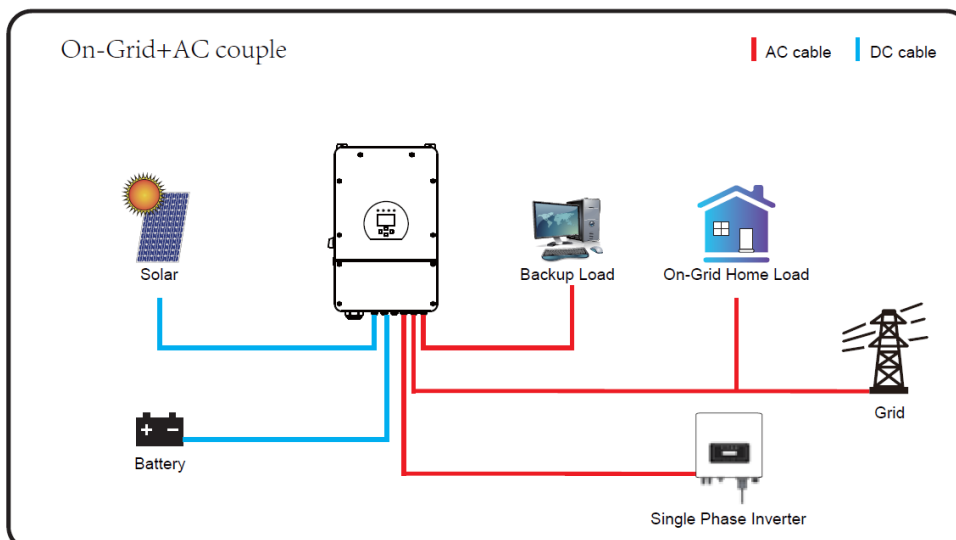 On-Grid+AC couple
AC cable
DC cable
Solar
Backup Load
On-Grid Home Load
Grid
+ −
Battery
Single Phase Inverter